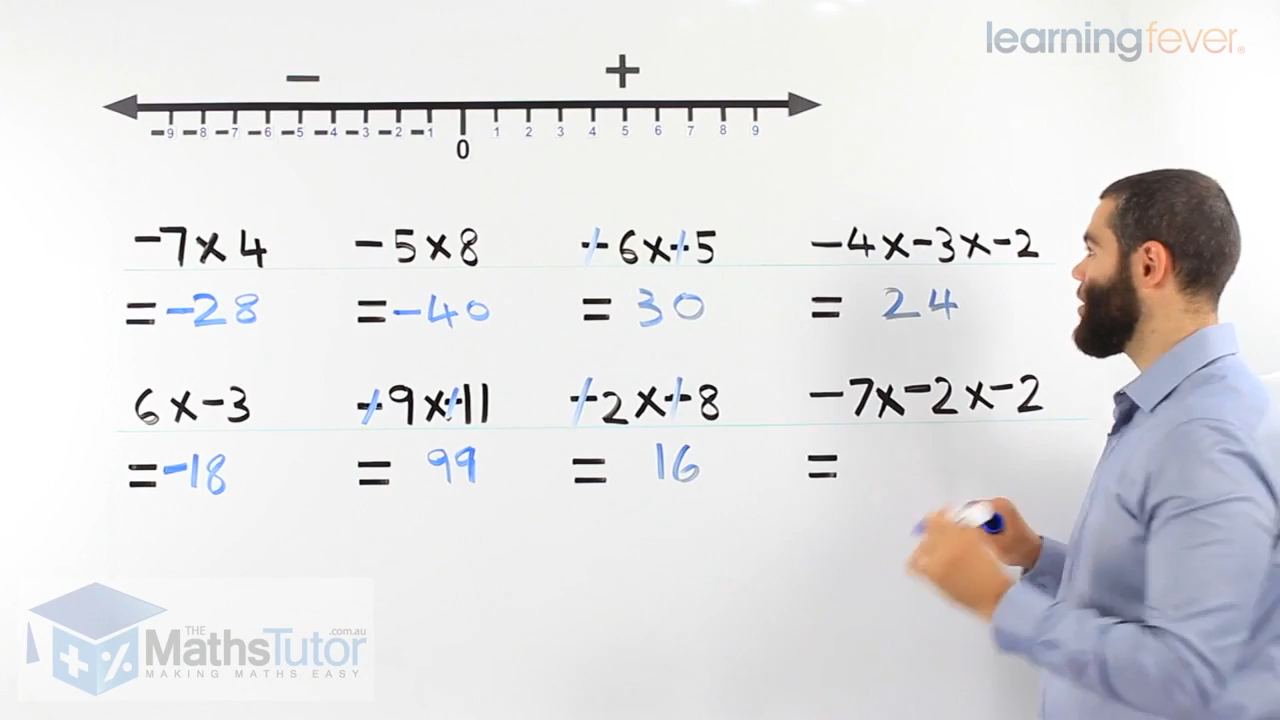 learningfever.
− +
-9 -8 -7 -6 -5 -4 -3 -2 -1 0 1 2 3 4 5 6 7 8 9
-7 x 4 -5 x 8 -6 x -5 -4 x -3 x -2
= -28 = -40 = 30 = 24
6 x -3 -9 x -11 -2 x -8 -7 x -2 x -2
= -18 = 99 = 16 =
THE MathsTutor .com.au
MAKING MATHS EASY